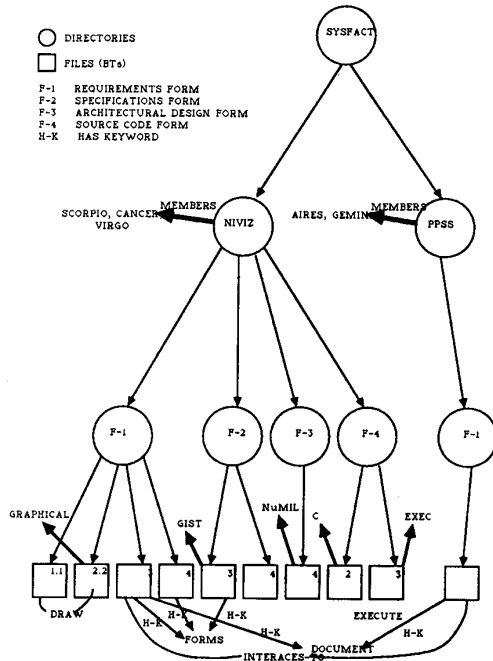 SYSFACT
DIRECTORIES
FILES (BTs)
F-1 REQUIREMENTS FORM
F-2 SPECIFICATIONS FORM
F-3 ARCHITECTURAL DESIGN FORM
F-4 SOURCE CODE FORM
H-K HAS KEYWORD
MEMBERS
SCORPIO, CANCER
VIRGO
NIVIZ
MEMBERS
AIRES, GEMINI
PPSS
F-1
F-2
F-3
F-4
F-1
GRAPHICAL
GIST
NuMIL
C
EXEC
1.1
2.2
3
4
3
4
4
2
3
DRAW
EXECUTE
H-K
H-K
H-K
H-K
H-K
FORMS
DOCUMENT
INTERACES-TO